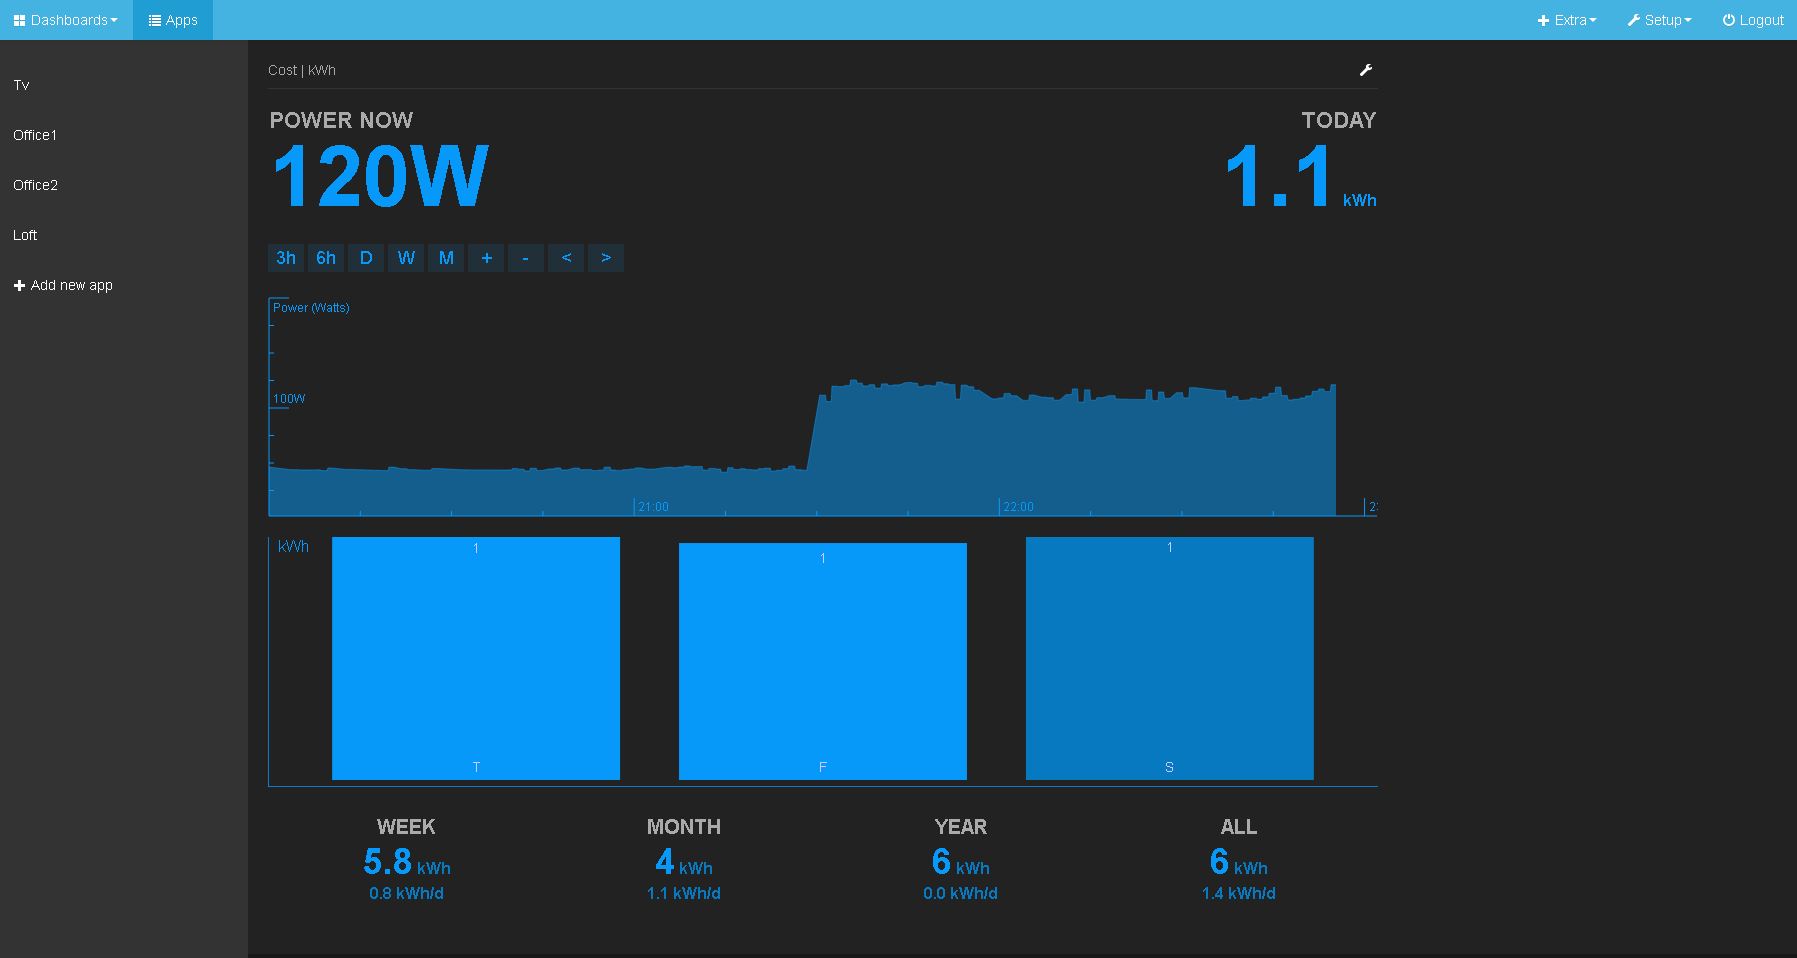 Dashboards Apps Extra Setup Logout
Tv
Office1
Office2
Loft
Add new app
Cost | kWh
POWER NOW TODAY
120W 1.1 kWh
3h 6h D W M + - < >
Power (Watts)
100W
21:00 22:00
kWh 1 1 1
T F S
WEEK MONTH YEAR ALL
5.8 kWh 4 kWh 6 kWh 6 kWh
0.8 kWh/d 1.1 kWh/d 0.0 kWh/d 1.4 kWh/d